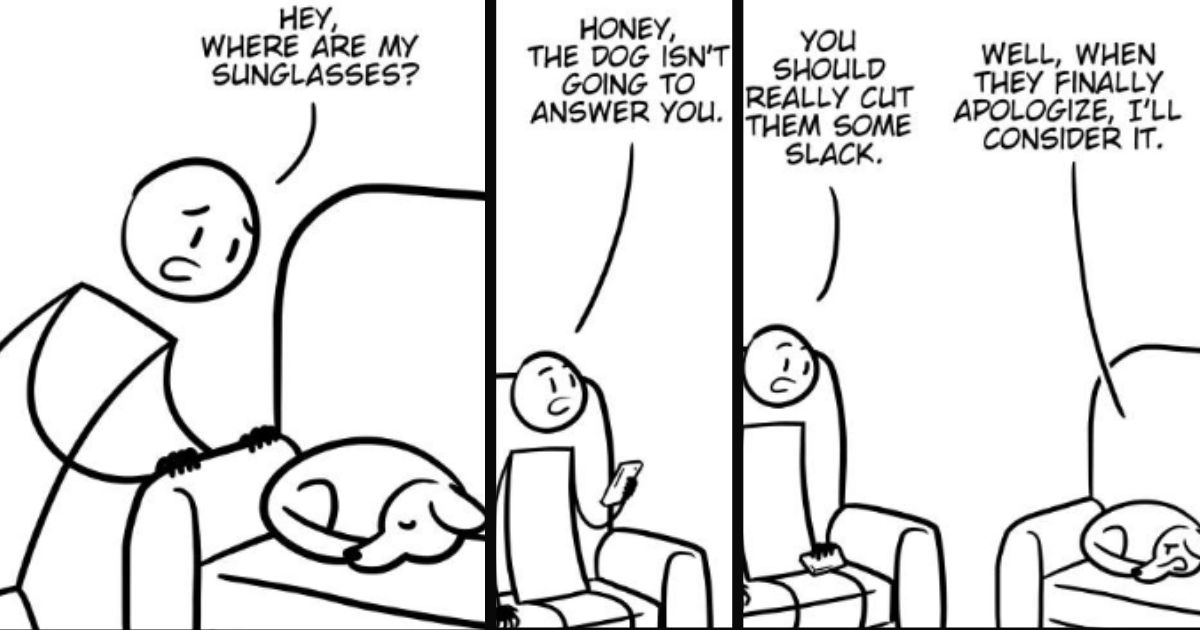 HEY,
WHERE ARE MY
SUNGLASSES?
HONEY,
THE DOG ISN'T
GOING TO
ANSWER YOU.
YOU
SHOULD
REALLY CUT
THEM SOME
SLACK.
WELL, WHEN
THEY FINALLY
APOLOGIZE, I'LL
CONSIDER IT.